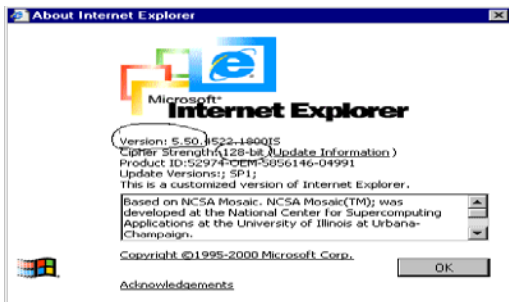 About Internet Explorer
Microsoft
Internet Explorer
Version: 5.50.4522.1800IS
Cipher Strength: 128-bit (Update Information )
Product ID:52974-OEM-5856146-04991
Update Versions:; SP1;
This is a customized version of Internet Explorer.
Based on NCSA Mosaic. NCSA Mosaic(TM); was
developed at the National Center for Supercomputing
Applications at the University of Illinois at Urbana-
Champaign.
Copyright ©1995-2000 Microsoft Corp.
OK
Acknowledgements